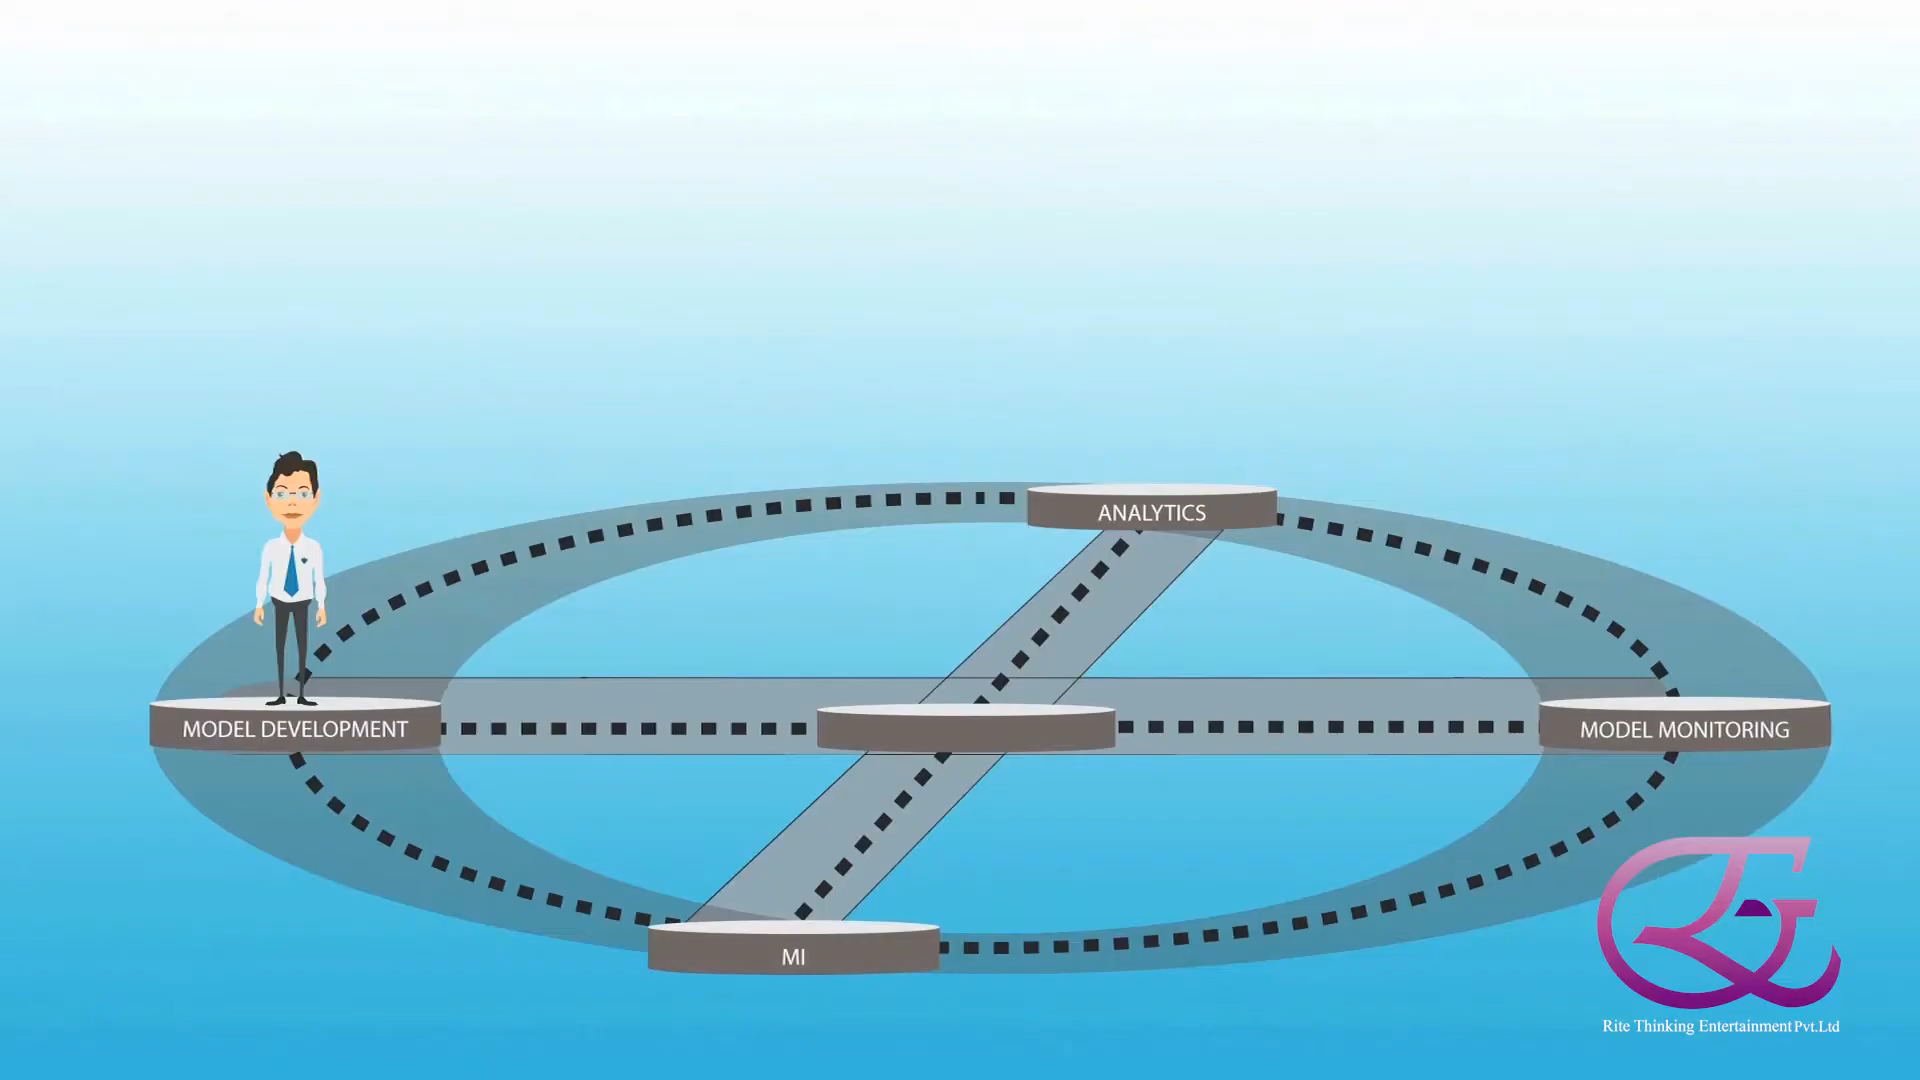 ANALYTICS
MODEL DEVELOPMENT
MODEL MONITORING
MI
Rite Thinking Entertainment Pvt.Ltd